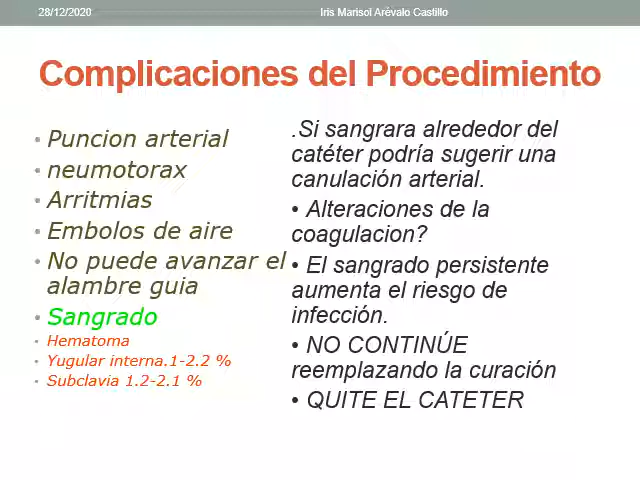 28/12/2020
Iris Marisol Arévalo Castillo
Complicaciones del Procedimiento
• Puncion arterial
• neumotorax
• Arritmias
• Embolos de aire
• No puede avanzar el
alambre guia
• Sangrado
• Hematoma
• Yugular interna.1-2.2 %
• Subclavia 1.2-2.1 %
.Si sangrara alrededor del
catéter podría sugerir una
canulación arterial.
• Alteraciones de la
coagulacion?
• El sangrado persistente
aumenta el riesgo de
infección.
• NO CONTINÚE
reemplazando la curación
• QUITE EL CATETER